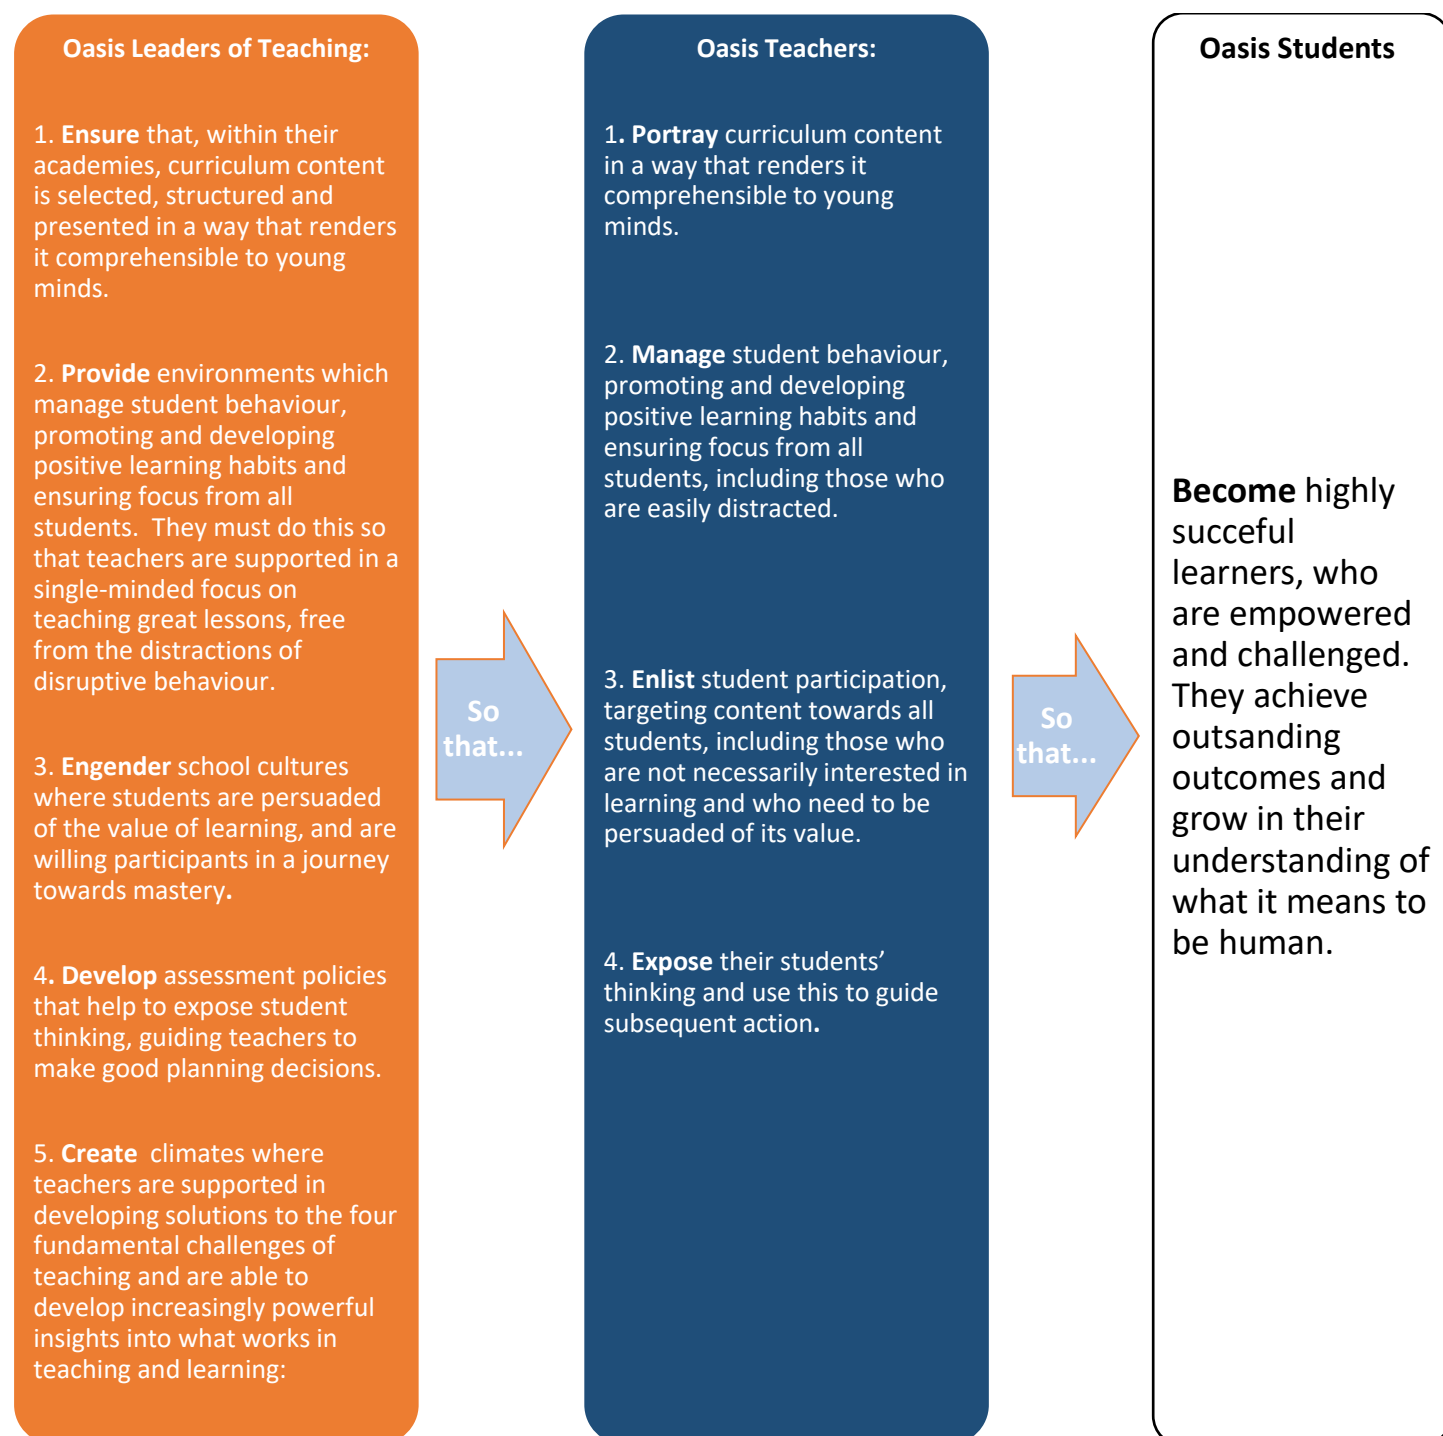 Oasis Leaders of Teaching:
1. Ensure that, within their
academies, curriculum content
is selected, structured and
presented in a way that renders
it comprehensible to young
minds.
2. Provide environments which
manage student behaviour,
promoting and developing
positive learning habits and
ensuring focus from all
students.  They must do this so
that teachers are supported in a
single-minded focus on
teaching great lessons, free
from the distractions of
disruptive behaviour.
3. Engender school cultures
where students are persuaded
of the value of learning, and are
willing participants in a journey
towards mastery.
4. Develop assessment policies
that help to expose student
thinking, guiding teachers to
make good planning decisions.
5. Create  climates where
teachers are supported in
developing solutions to the four
fundamental challenges of
teaching and are able to
develop increasingly powerful
insights into what works in
teaching and learning:
So
that...
Oasis Teachers:
1. Portray curriculum content
in a way that renders it
comprehensible to young
minds.
2. Manage student behaviour,
promoting and developing
positive learning habits and
ensuring focus from all
students, including those who
are easily distracted.
3. Enlist student participation,
targeting content towards all
students, including those who
are not necessarily interested in
learning and who need to be
persuaded of its value.
4. Expose their students’
thinking and use this to guide
subsequent action.
So
that...
Oasis Students
Become highly
succeful
learners, who
are empowered
and challenged.
They achieve
outsanding
outcomes and
grow in their
understanding of
what it means to
be human.